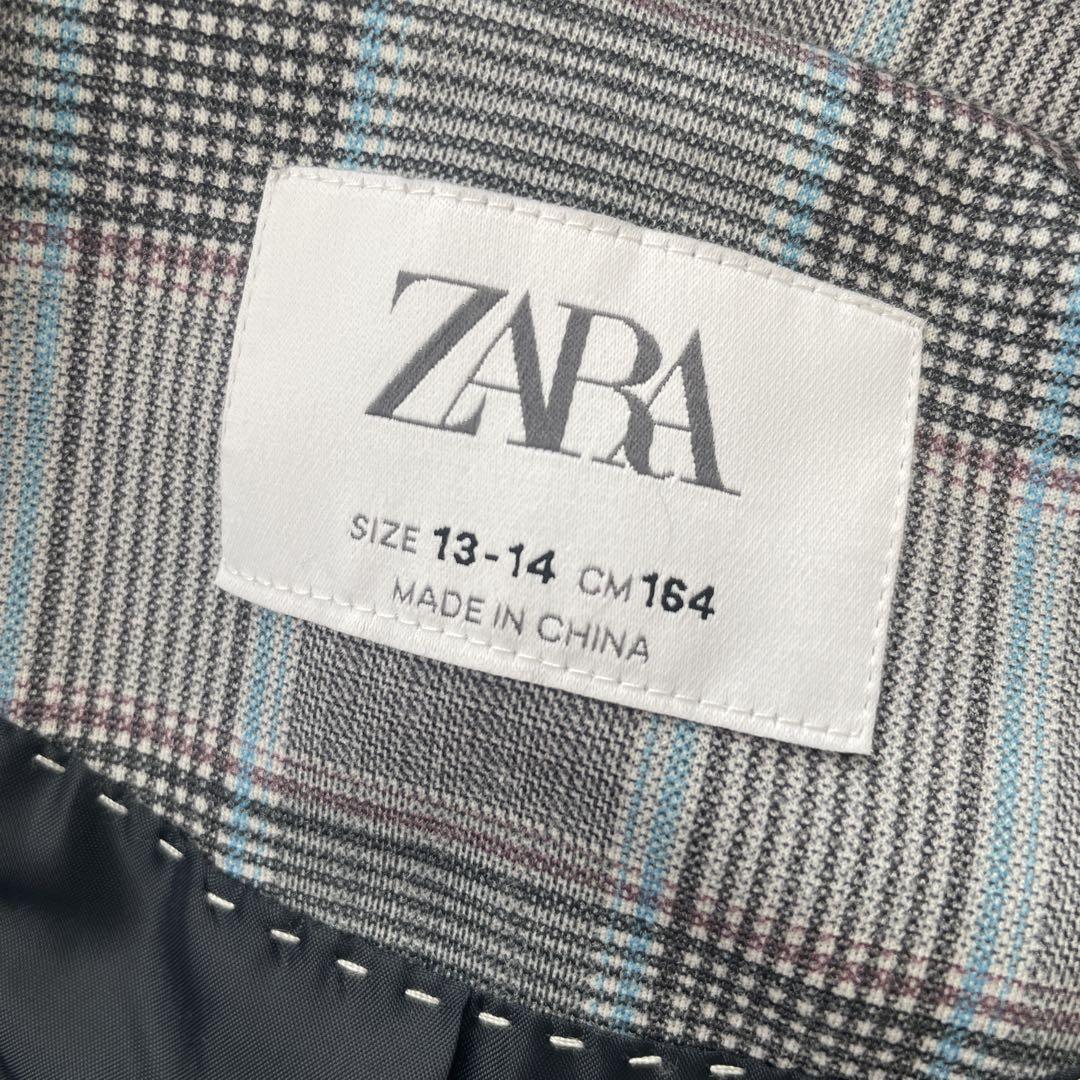 ZARA
SIZE 13-14 CM 164
MADE IN CHINA